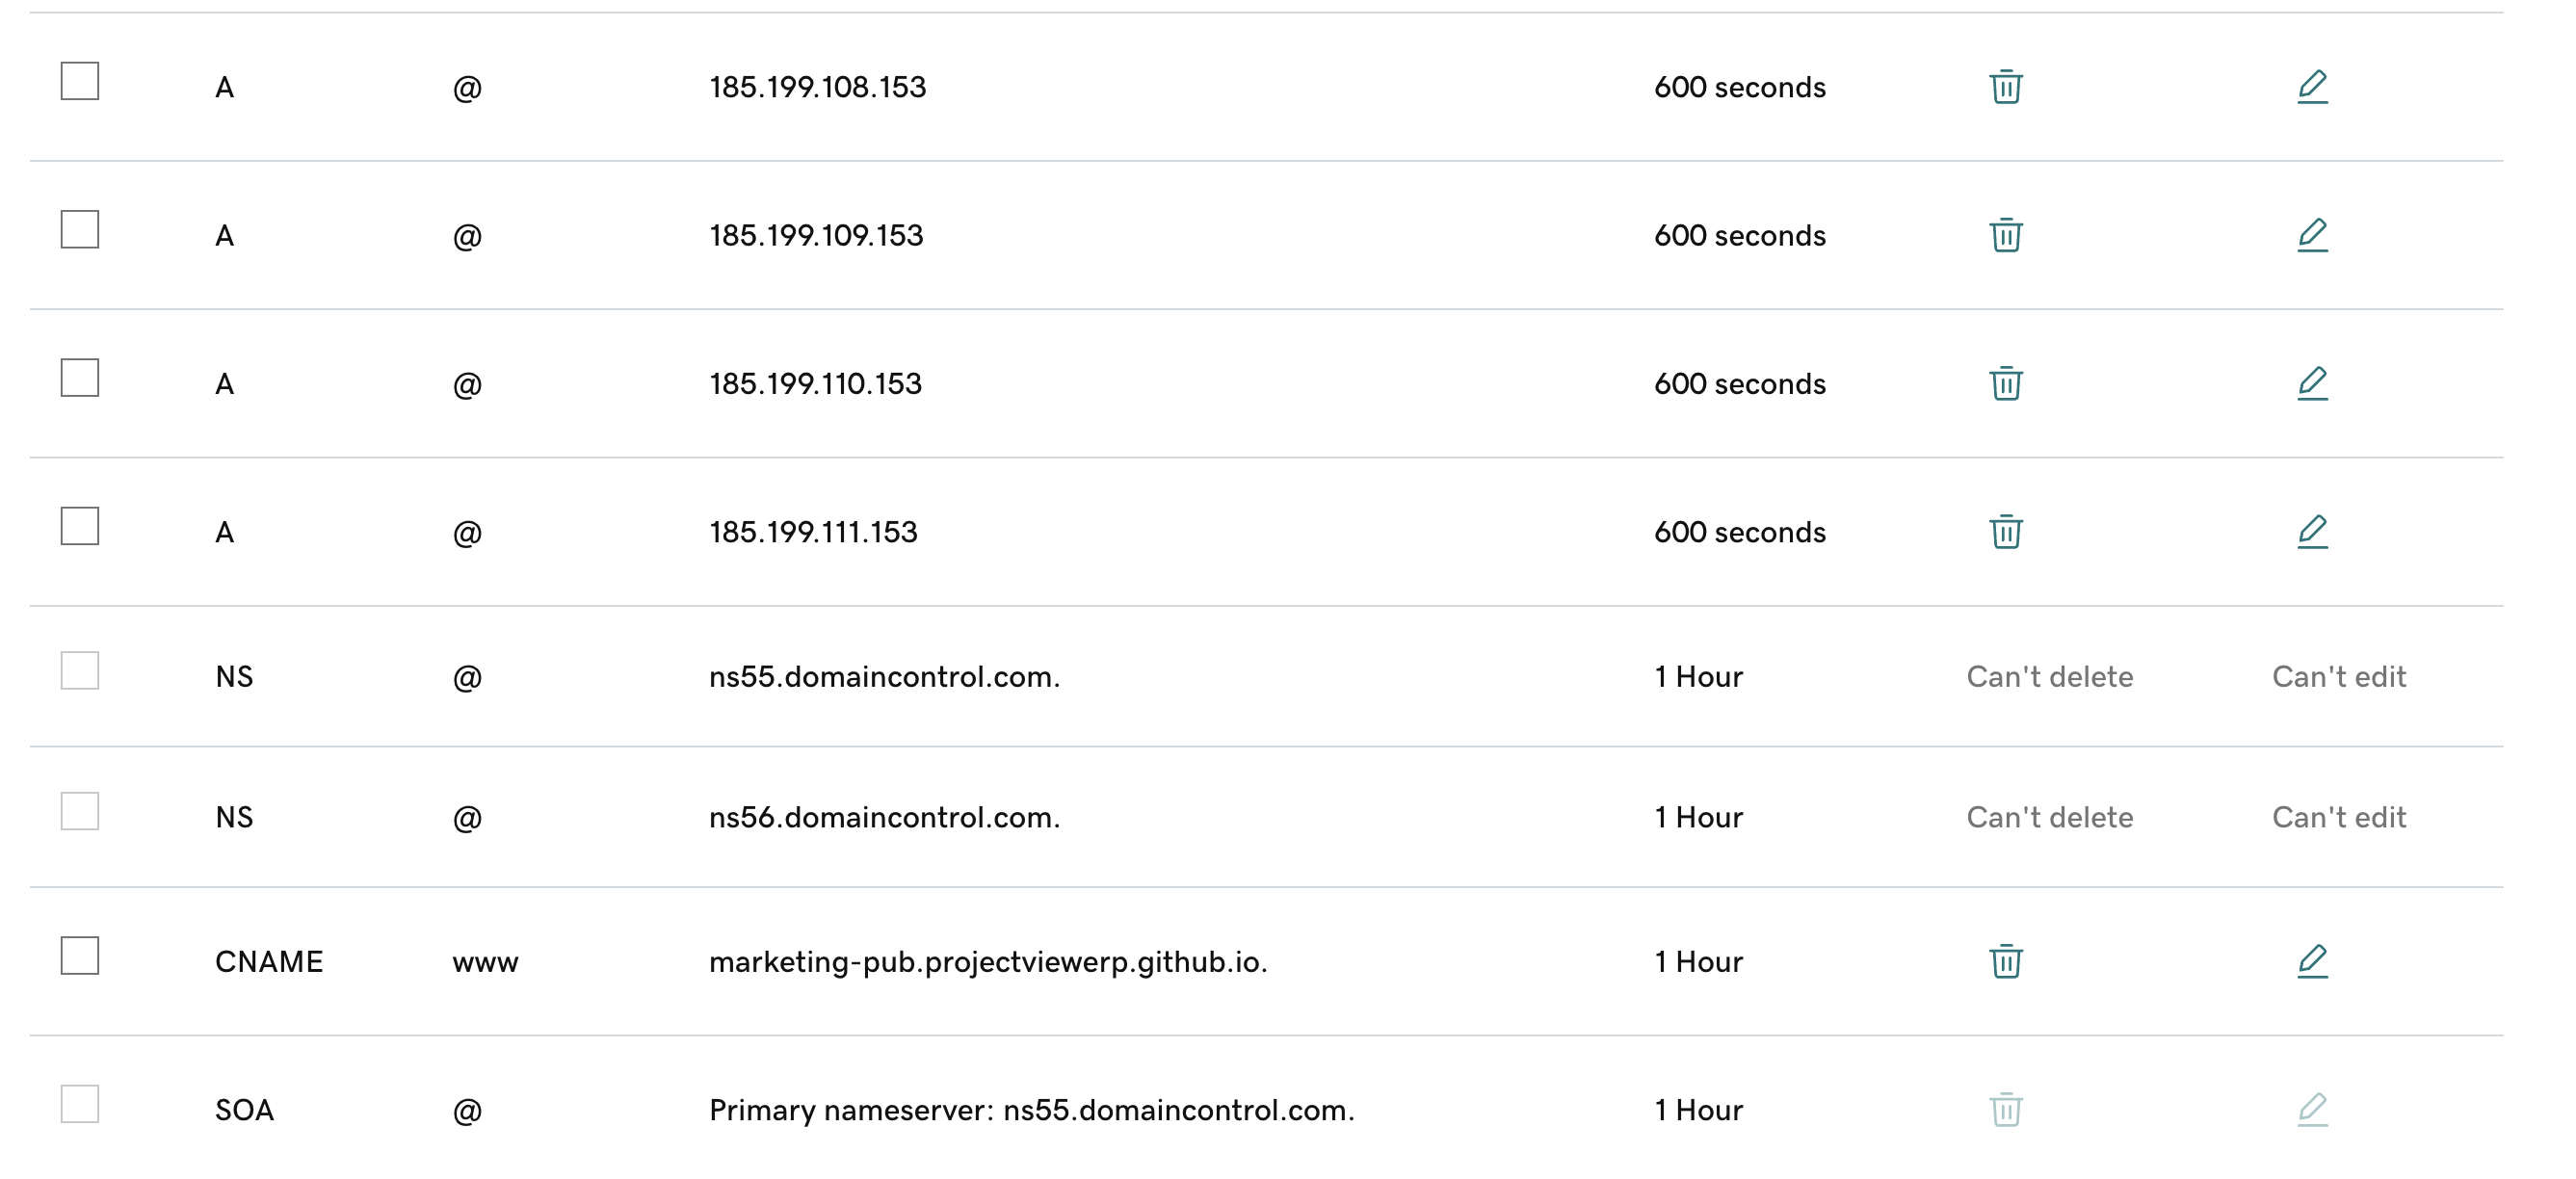 A @ 185.199.108.153 600 seconds
A @ 185.199.109.153 600 seconds
A @ 185.199.110.153 600 seconds
A @ 185.199.111.153 600 seconds
NS @ ns55.domaincontrol.com. 1 Hour Can't delete Can't edit
NS @ ns56.domaincontrol.com. 1 Hour Can't delete Can't edit
CNAME www marketing-pub.projectviewerp.github.io. 1 Hour
SOA @ Primary nameserver: ns55.domaincontrol.com. 1 Hour